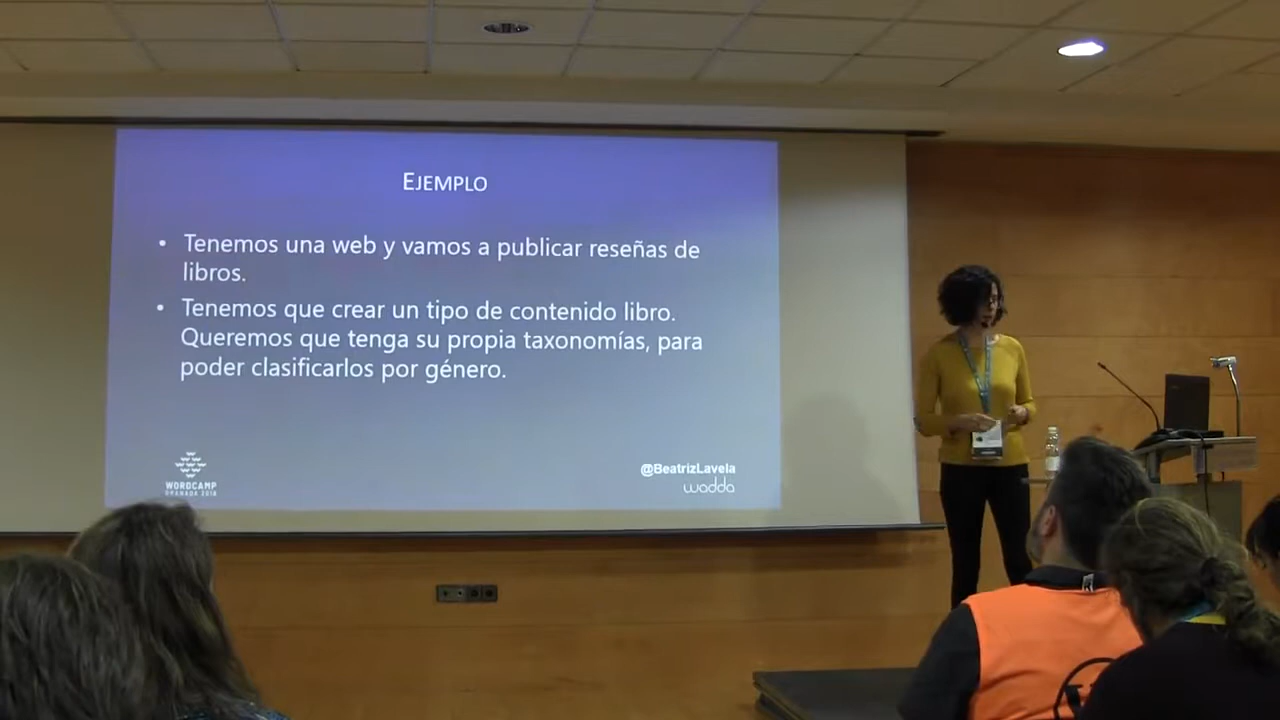 EJEMPLO
• Tenemos una web y vamos a publicar reseñas de
libros.
• Tenemos que crear un tipo de contenido libro.
Queremos que tenga su propia taxonomías, para
poder clasificarlos por género.
WORDCAMP
GRANADA 2018
@BeatrizLavela
wadda